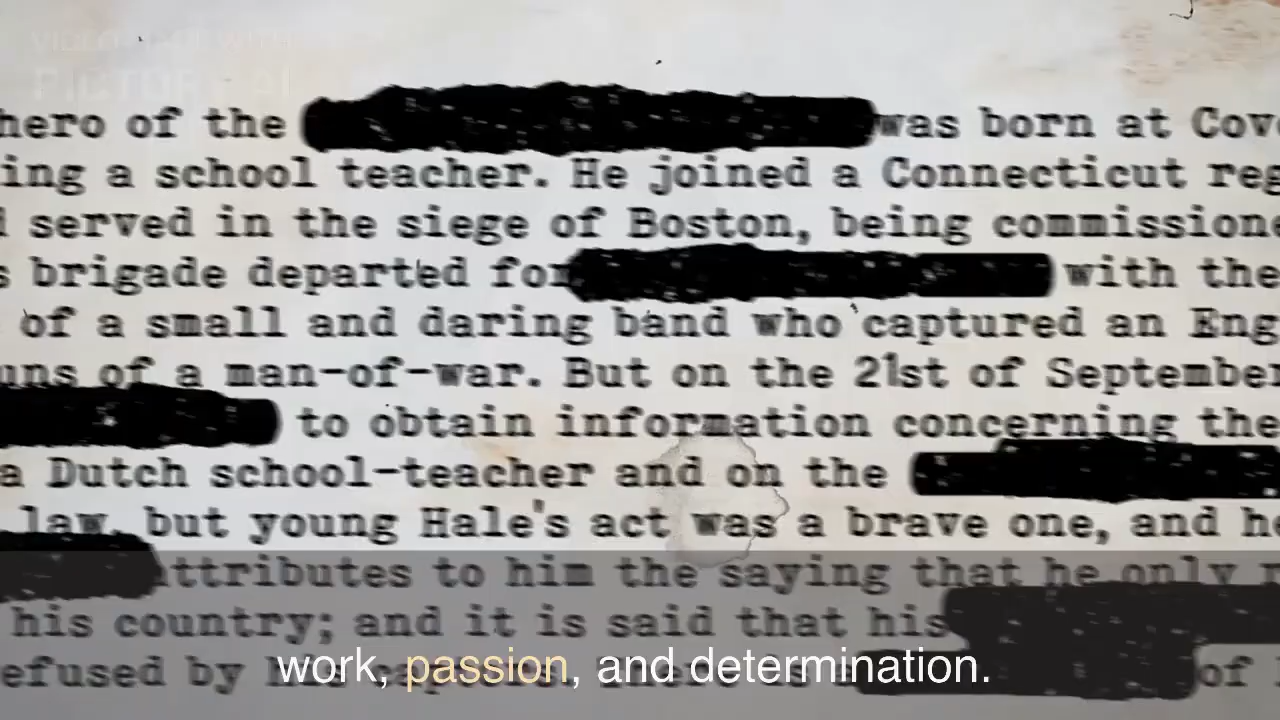 hero of the was born at Cov
ing a school teacher. He joined a Connecticut reg
served in the siege of Boston, being commissione
s brigade departed for with the
of a small and daring band who captured an Eng
uns of a man-of-war. But on the 21st of September
to obtain information concerning the
a Dutch school-teacher and on the
law, but young Hale's act was a brave one, and he
attributes to him the saying that he only
his country; and it is said that his
efused by of
work, passion, and determination.